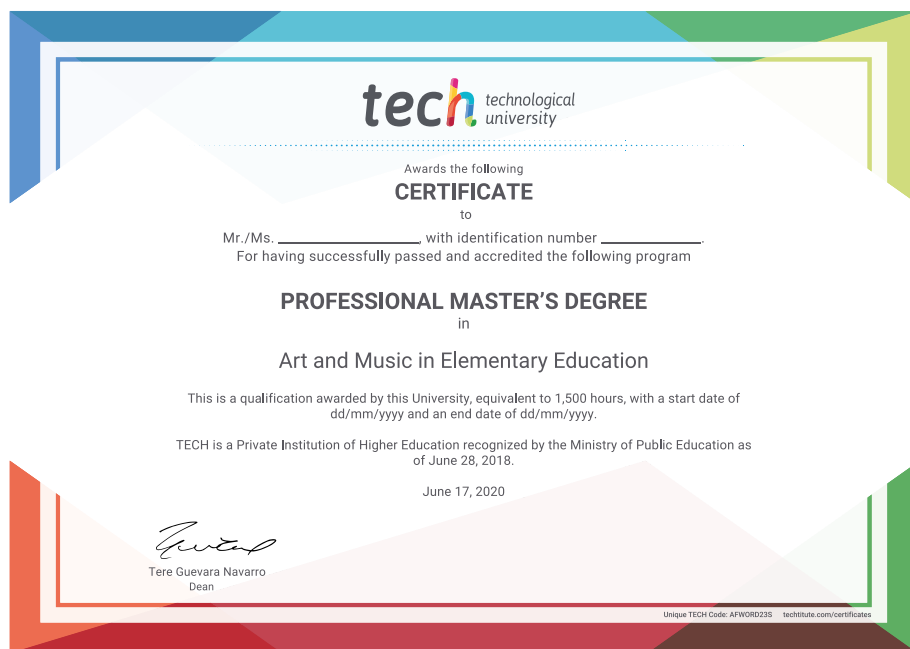 tech technological
university
Awards the following
CERTIFICATE
to
Mr./Ms. ____________________, with identification number ______________.
For having successfully passed and accredited the following program
PROFESSIONAL MASTER'S DEGREE
in
Art and Music in Elementary Education
This is a qualification awarded by this University, equivalent to 1,500 hours, with a start date of
dd/mm/yyyy and an end date of dd/mm/yyyy.
TECH is a Private Institution of Higher Education recognized by the Ministry of Public Education as
of June 28, 2018.
June 17, 2020
Tere Guevara Navarro
Dean
Unique TECH Code: AFWORD23S techtitute.com/certificates